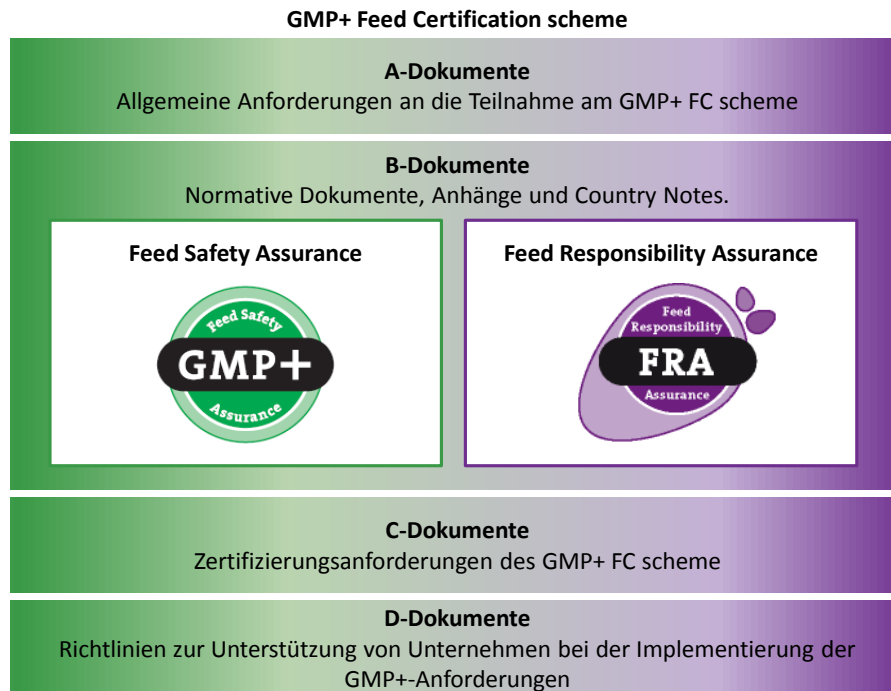 GMP+ Feed Certification scheme
A-Dokumente
Allgemeine Anforderungen an die Teilnahme am GMP+ FC scheme
B-Dokumente
Normative Dokumente, Anhänge und Country Notes.
Feed Safety Assurance
Feed Safety
GMP+
Assurance
Feed Responsibility Assurance
Feed
Responsibility
FRA
Assurance
C-Dokumente
Zertifizierungsanforderungen des GMP+ FC scheme
D-Dokumente
Richtlinien zur Unterstützung von Unternehmen bei der Implementierung der
GMP+-Anforderungen